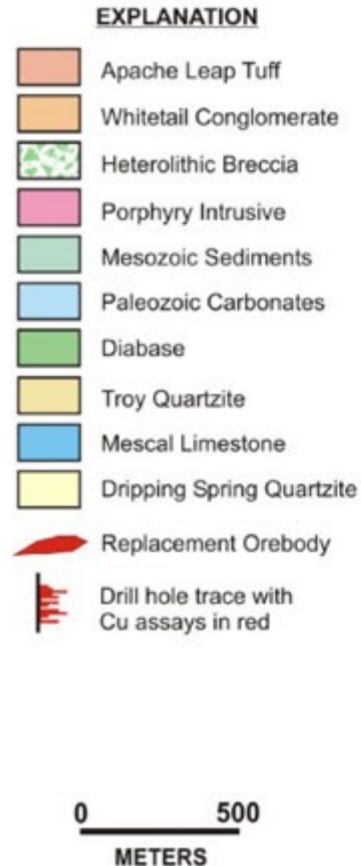 EXPLANATION
Apache Leap Tuff
Whitetail Conglomerate
Heterolithic Breccia
Porphyry Intrusive
Mesozoic Sediments
Paleozoic Carbonates
Diabase
Troy Quartzite
Mescal Limestone
Dripping Spring Quartzite
Replacement Orebody
Drill hole trace with
Cu assays in red
0 500
METERS